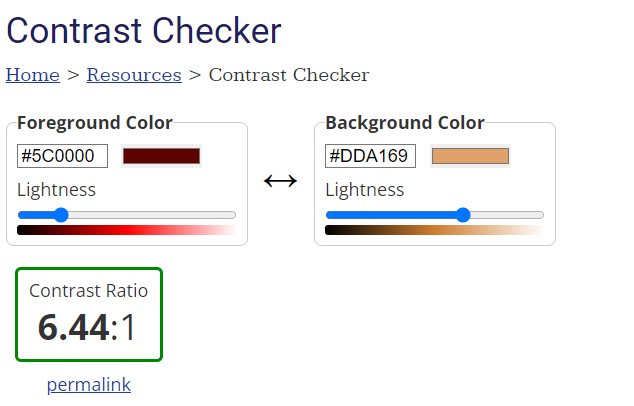 Contrast Checker
Home > Resources > Contrast Checker
Foreground Color
#5C0000
Lightness
Background Color
#DDA169
Lightness
Contrast Ratio
6.44:1
permalink